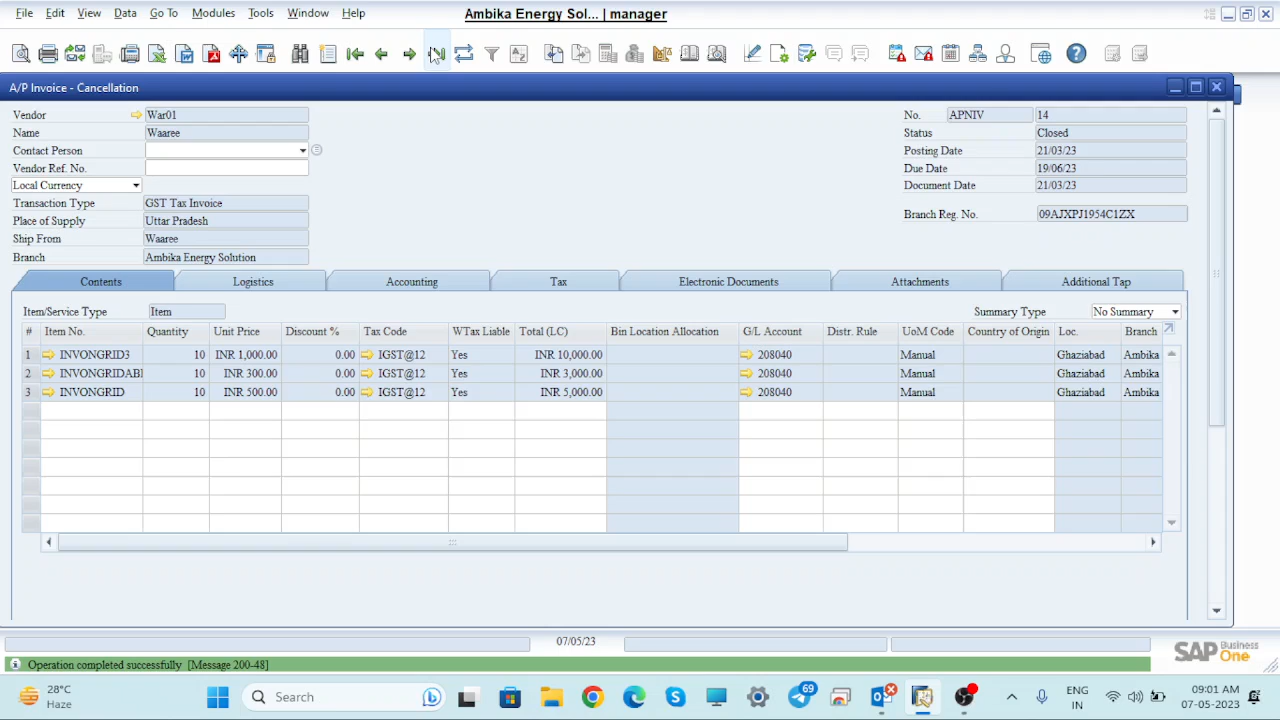 File Edit View Data Go To Modules Tools Window Help
Ambika Energy Sol... | manager
A/P Invoice - Cancellation
Vendor War01 No. APNIV 14
Name Waaree Status Closed
Contact Person Posting Date 21/03/23
Vendor Ref. No. Due Date 19/06/23
Local Currency Document Date 21/03/23
Transaction Type GST Tax Invoice
Place of Supply Uttar Pradesh Branch Reg. No. 09AJXPJ1954C1ZX
Ship From Waaree
Branch Ambika Energy Solution
Contents Logistics Accounting Tax Electronic Documents Attachments Additional Tap
Item/Service Type Item Summary Type No Summary
# Item No. Quantity Unit Price Discount % Tax Code WTax Liable Total (LC) Bin Location Allocation G/L Account Distr. Rule UoM Code Country of Origin Loc. Branch
1 INVONGRID3 10 INR 1,000.00 0.00 IGST@12 Yes INR 10,000.00 208040 Manual Ghaziabad Ambika
2 INVONGRIDABI 10 INR 300.00 0.00 IGST@12 Yes INR 3,000.00 208040 Manual Ghaziabad Ambika
3 INVONGRID 10 INR 500.00 0.00 IGST@12 Yes INR 5,000.00 208040 Manual Ghaziabad Ambika
07/05/23
SAP Business One
Operation completed successfully [Message 200-48]
28°C
Haze
Search
69
ENG
IN
09:01 AM
07-05-2023